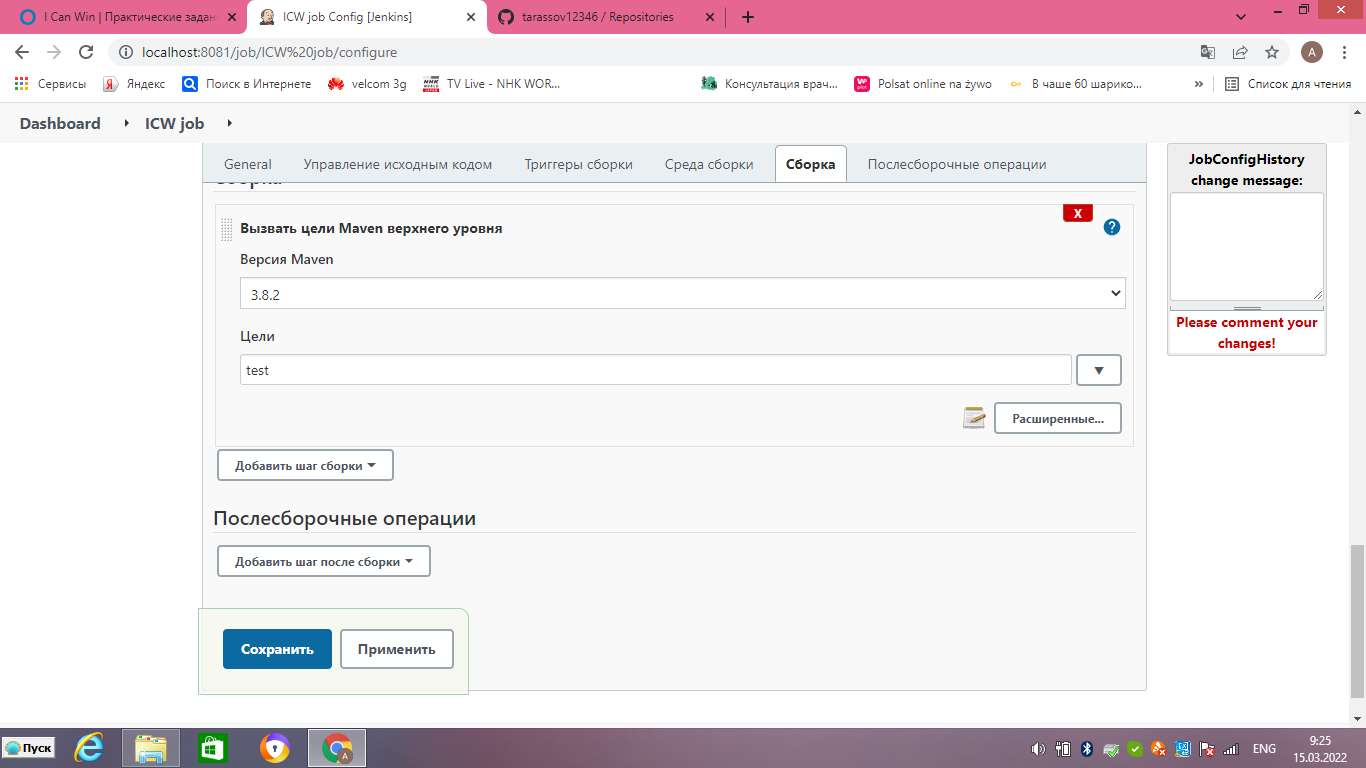 I Can Win | Практические задан
ICW job Config [Jenkins]
tarassov12346 / Repositories
localhost:8081/job/ICW%20job/configure
A
Сервисы
Яндекс
Поиск в Интернете
velcom 3g
TV Live - NHK WOR...
Консультация врач...
Polsat online na żywo
В чаше 60 шарико...
»
Список для чтения
Dashboard
ICW job
General
Управление исходным кодом
Триггеры сборки
Среда сборки
Сборка
Послесборочные операции
JobConfigHistory
change message:
Please comment your
changes!
Сборка
X
Вызвать цели Maven верхнего уровня
?
Версия Maven
3.8.2
Цели
test
Расширенные...
Добавить шаг сборки
Послесборочные операции
Добавить шаг после сборки
Сохранить
Применить
Пуск
A
ENG
9:25
15.03.2022